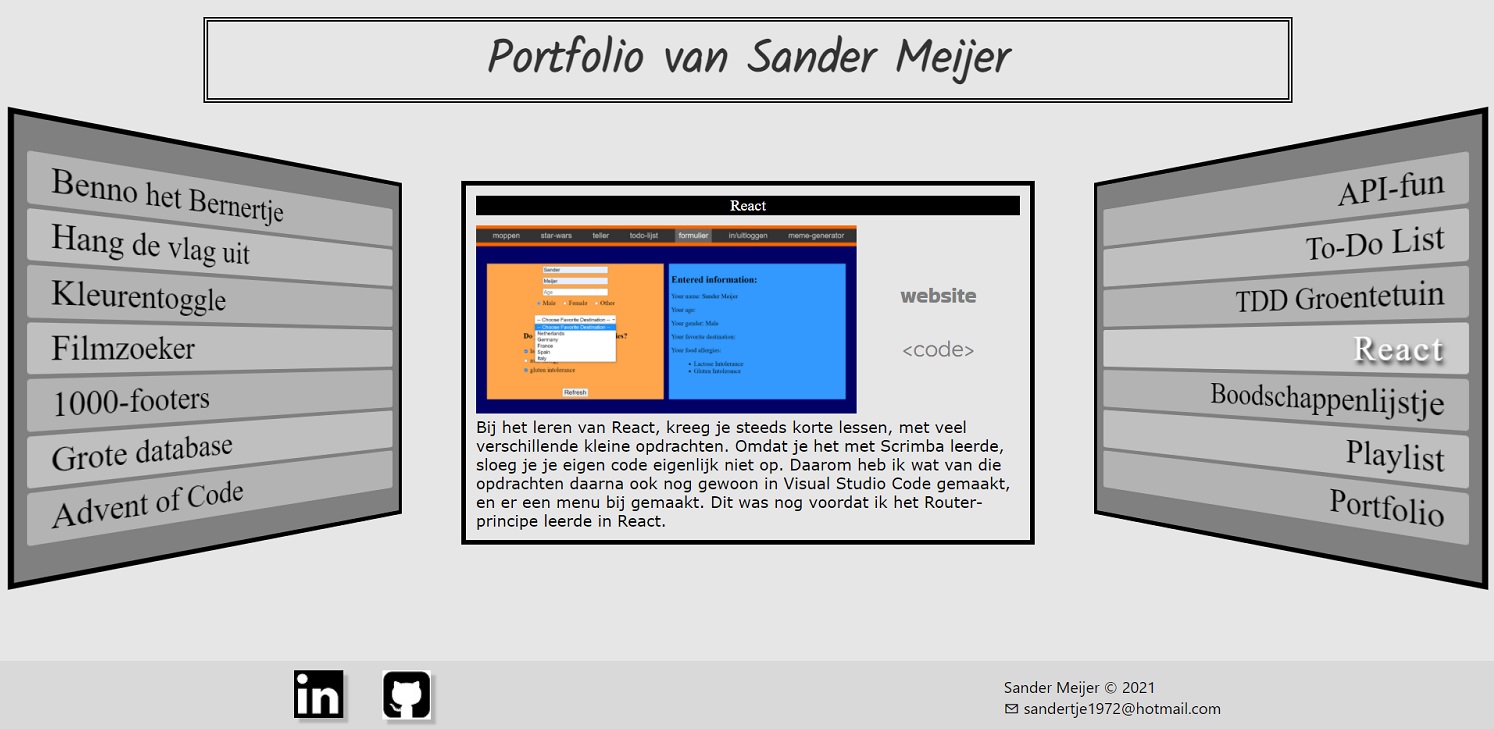 Portfolio van Sander Meijer
Benno het Bernertje
Hang de vlag uit
Kleurentoggle
Filmzoeker
1000-footers
Grote database
Advent of Code
React
moppen star-wars teller todo-lijst formulier in/uitloggen meme-generator
Sander
Meijer
Age
Male Female Other
-- Choose Favorite Destination --
-- Choose Favorite Destination --
Do
Netherlands
Germany
France
Spain
Italy
gluten intolerance
Refresh
Entered information:
Your name: Sander Meijer
Your age:
Your gender: Male
Your favorite destination:
Your food allergies:
Lactose Intolerance
Gluten Intolerance
website
<code>
Bij het leren van React, kreeg je steeds korte lessen, met veel
verschillende kleine opdrachten. Omdat je het met Scrimba leerde,
sloeg je je eigen code eigenlijk niet op. Daarom heb ik wat van die
opdrachten daarna ook nog gewoon in Visual Studio Code gemaakt,
en er een menu bij gemaakt. Dit was nog voordat ik het Router-
principe leerde in React.
API-fun
To-Do List
TDD Groentetuin
React
Boodschappenlijstje
Playlist
Portfolio
in
Sander Meijer © 2021
sandertje1972@hotmail.com